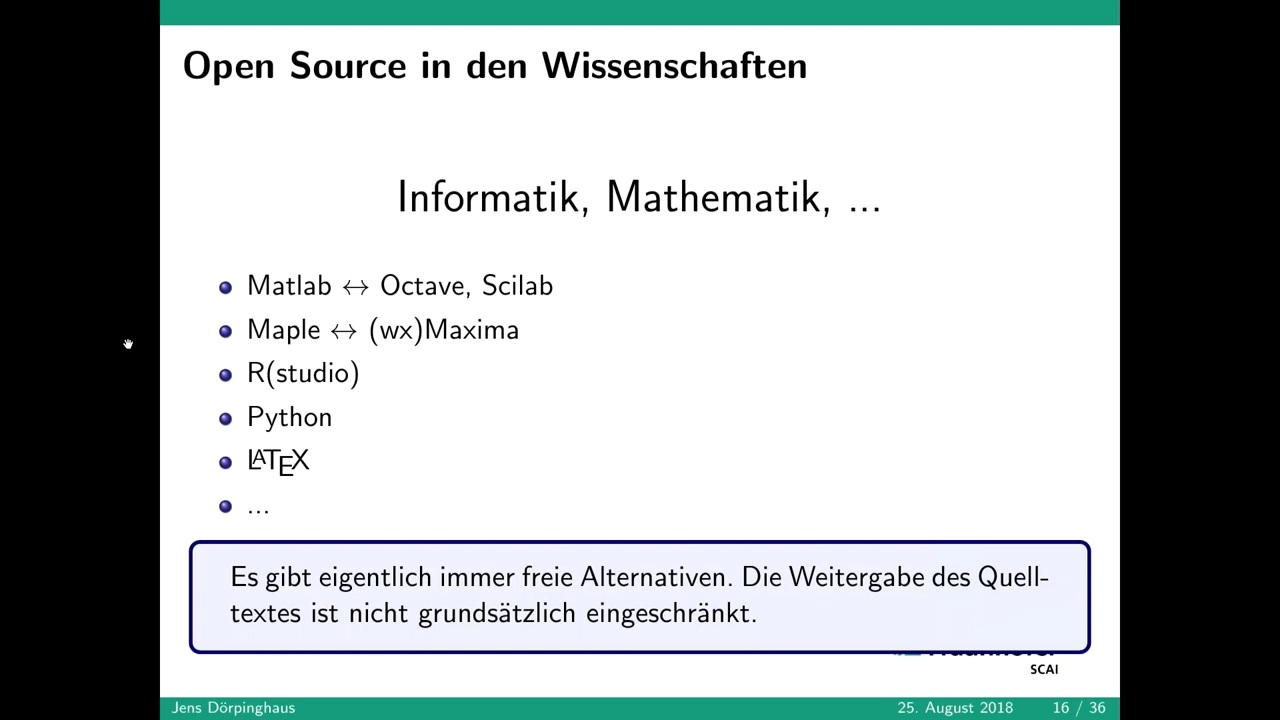 Open Source in den Wissenschaften
Informatik, Mathematik, ...
Matlab ↔ Octave, Scilab
Maple ↔ (wx)Maxima
R(studio)
Python
LATEX
...
Es gibt eigentlich immer freie Alternativen. Die Weitergabe des Quell-
textes ist nicht grundsätzlich eingeschränkt.
SCAI
Jens Dörpinghaus 25. August 2018 16 / 36